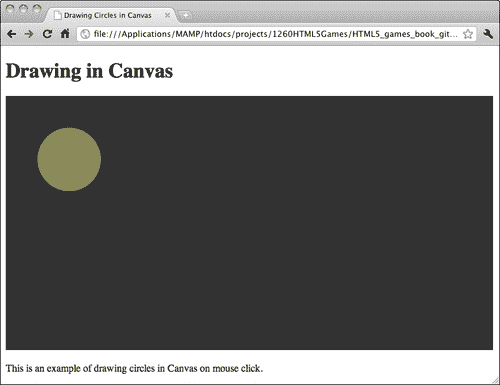 Drawing Circles in Canvas
file:///Applications/MAMP/htdocs/projects/1260HTML5Games/HTML5_games_book_git...
Drawing in Canvas
This is an example of drawing circles in Canvas on mouse click.